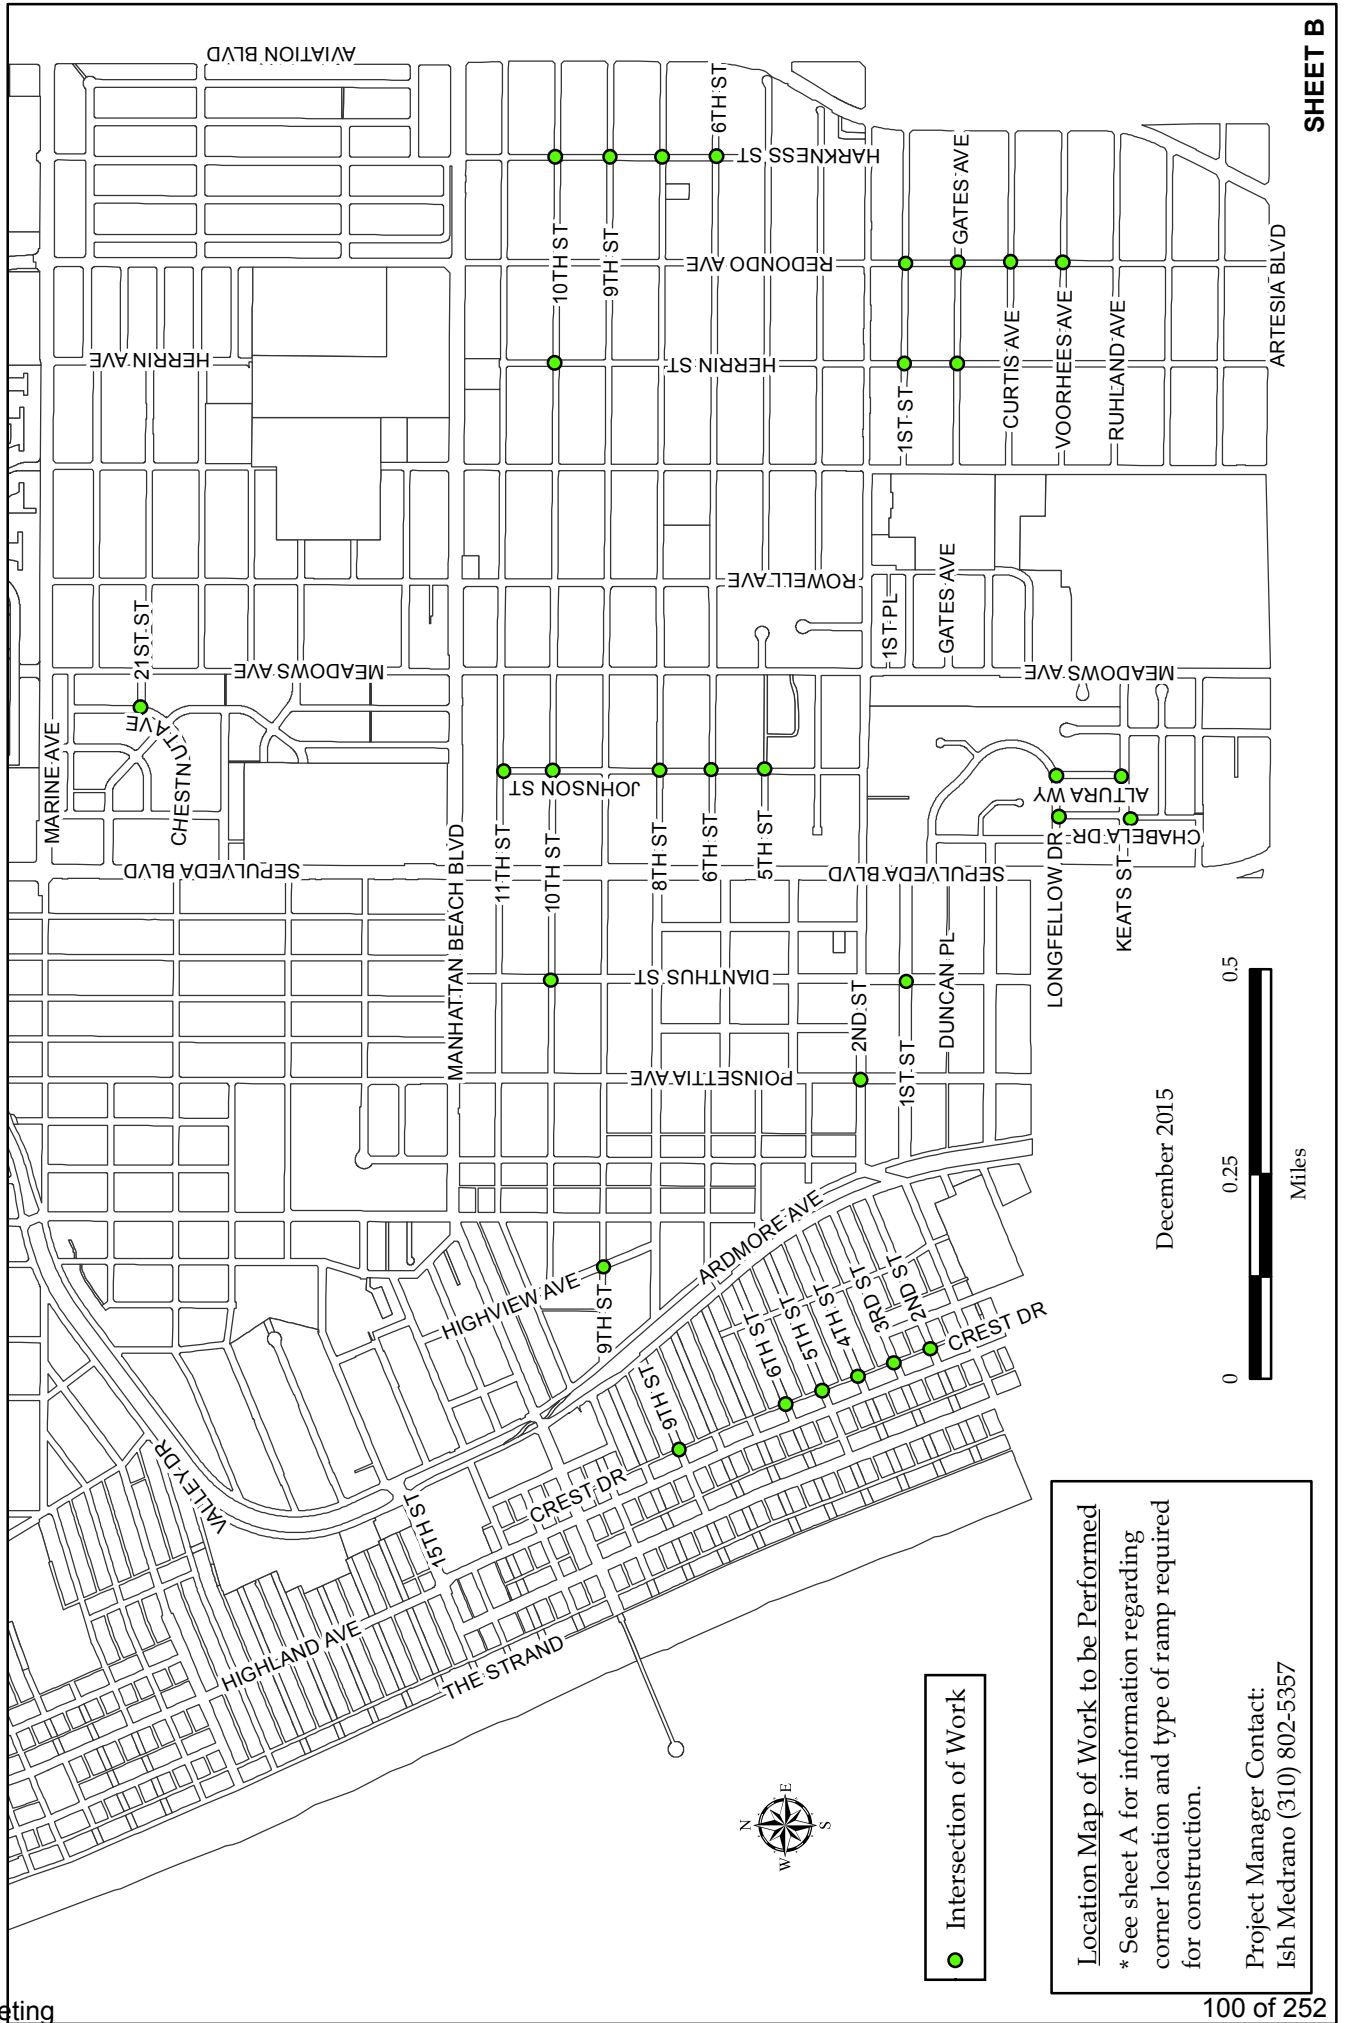 AVIATION BLVD
SHEET B
6TH ST
HARKNESS ST
GATES AVE
10TH ST
9TH ST
REDONDO AVE
ARTESIA BLVD
HERRIN AVE
HERRIN ST
1ST ST
CURTIS AVE
VOORHEES AVE
RUHLAND AVE
ROWELL AVE
1ST PL
GATES AVE
21ST ST
MEADOWS AVE
MEADOWS AVE
MARINE AVE
CHESTNUT AVE
JOHNSON ST
ALTURA WY
CHABELA DR
SEPULVEDA BLVD
MANHATTAN BEACH BLVD
11TH ST
10TH ST
8TH ST
6TH ST
5TH ST
SEPULVEDA BLVD
SEPULVEDA BLVD
LONGFELLOW DR
KEATS ST
DIANTHUS ST
2ND ST
DUNCAN PL
1ST ST
POINSETTIA AVE
ARDMORE AVE
HIGHVIEW AVE
9TH ST
9TH ST
6TH ST
5TH ST
4TH ST
3RD ST
2ND ST
CREST DR
VALLEY DR
15TH ST
CREST DR
HIGHLAND AVE
THE STRAND
December 2015
0 0.25 0.5
Miles
N
W E
S
Intersection of Work
Location Map of Work to be Performed
* See sheet A for information regarding
corner location and type of ramp required
for construction.
Project Manager Contact:
Ish Medrano (310) 802-5357
eting
100 of 252